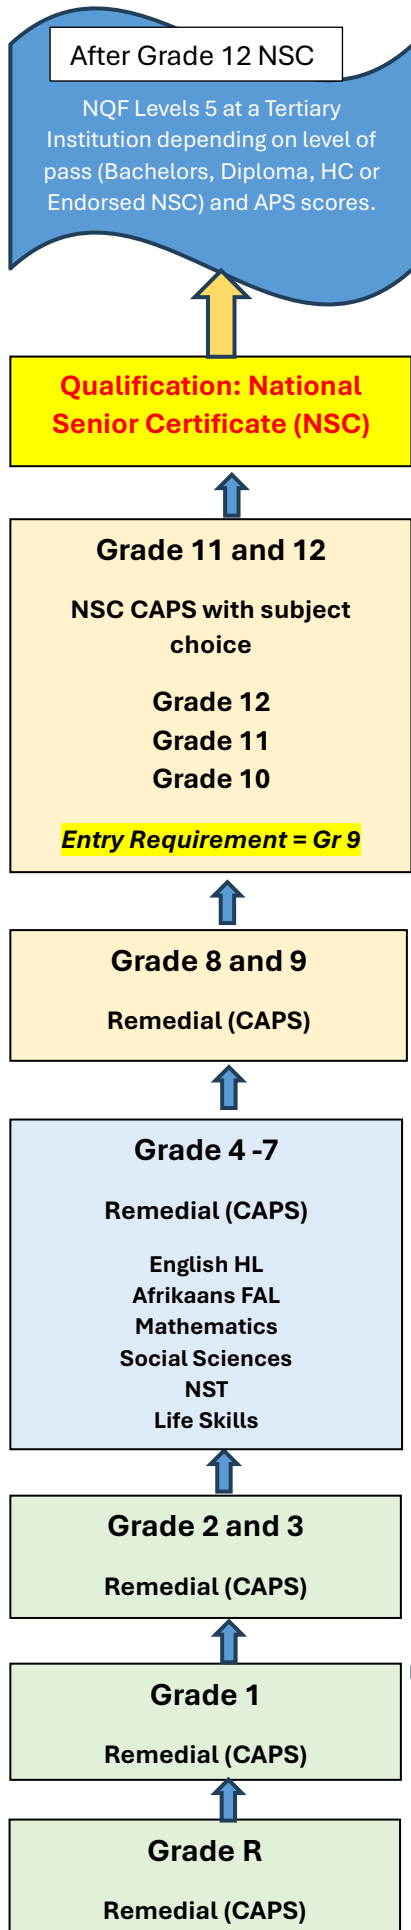 After Grade 12 NSC
NQF Levels 5 at a Tertiary
Institution depending on level of
pass (Bachelors, Diploma, HC or
Endorsed NSC) and APS scores.
Qualification: National
Senior Certificate (NSC)
Grade 11 and 12
NSC CAPS with subject
choice
Grade 12
Grade 11
Grade 10
Entry Requirement = Gr 9
Grade 8 and 9
Remedial (CAPS)
Grade 4 -7
Remedial (CAPS)
English HL
Afrikaans FAL
Mathematics
Social Sciences
NST
Life Skills
Grade 2 and 3
Remedial (CAPS)
Grade 1
Remedial (CAPS)
Grade R
Remedial (CAPS)